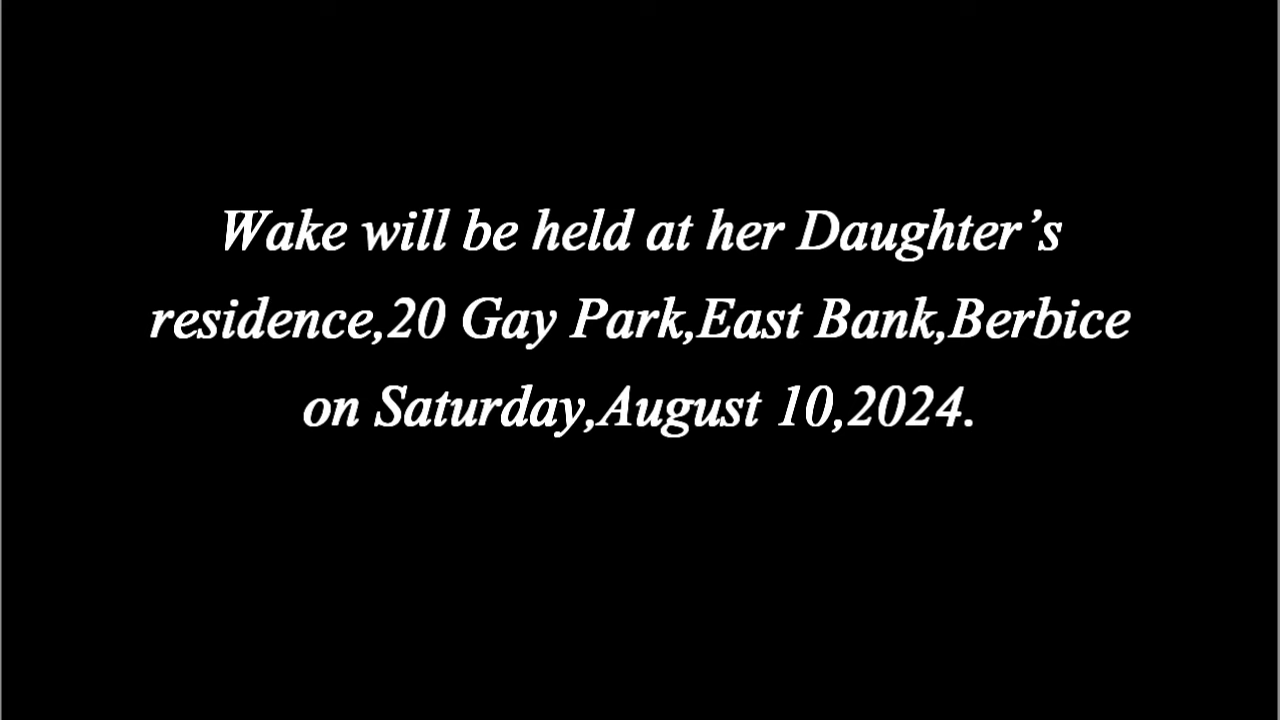 Wake will be held at her Daughter’s
residence,20 Gay Park,East Bank,Berbice
on Saturday,August 10,2024.